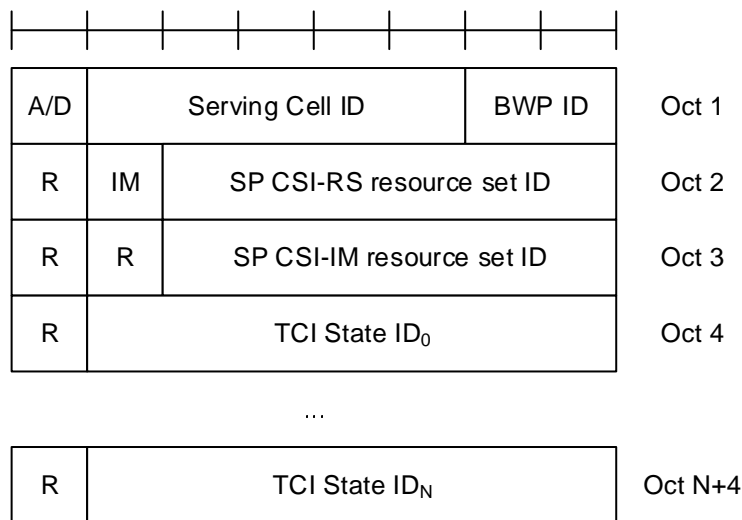 A/D Serving Cell ID BWP ID Oct 1
R IM SP CSI-RS resource set ID Oct 2
R R SP CSI-IM resource set ID Oct 3
R TCI State ID₀ Oct 4
...
R TCI State IDN Oct N+4